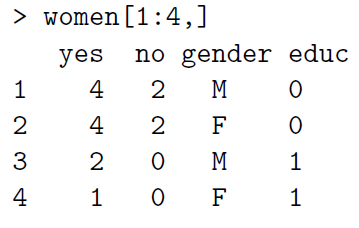 > women[1:4,]
yes no gender educ
1 4 2 M 0
2 4 2 F 0
3 2 0 M 1
4 1 0 F 1